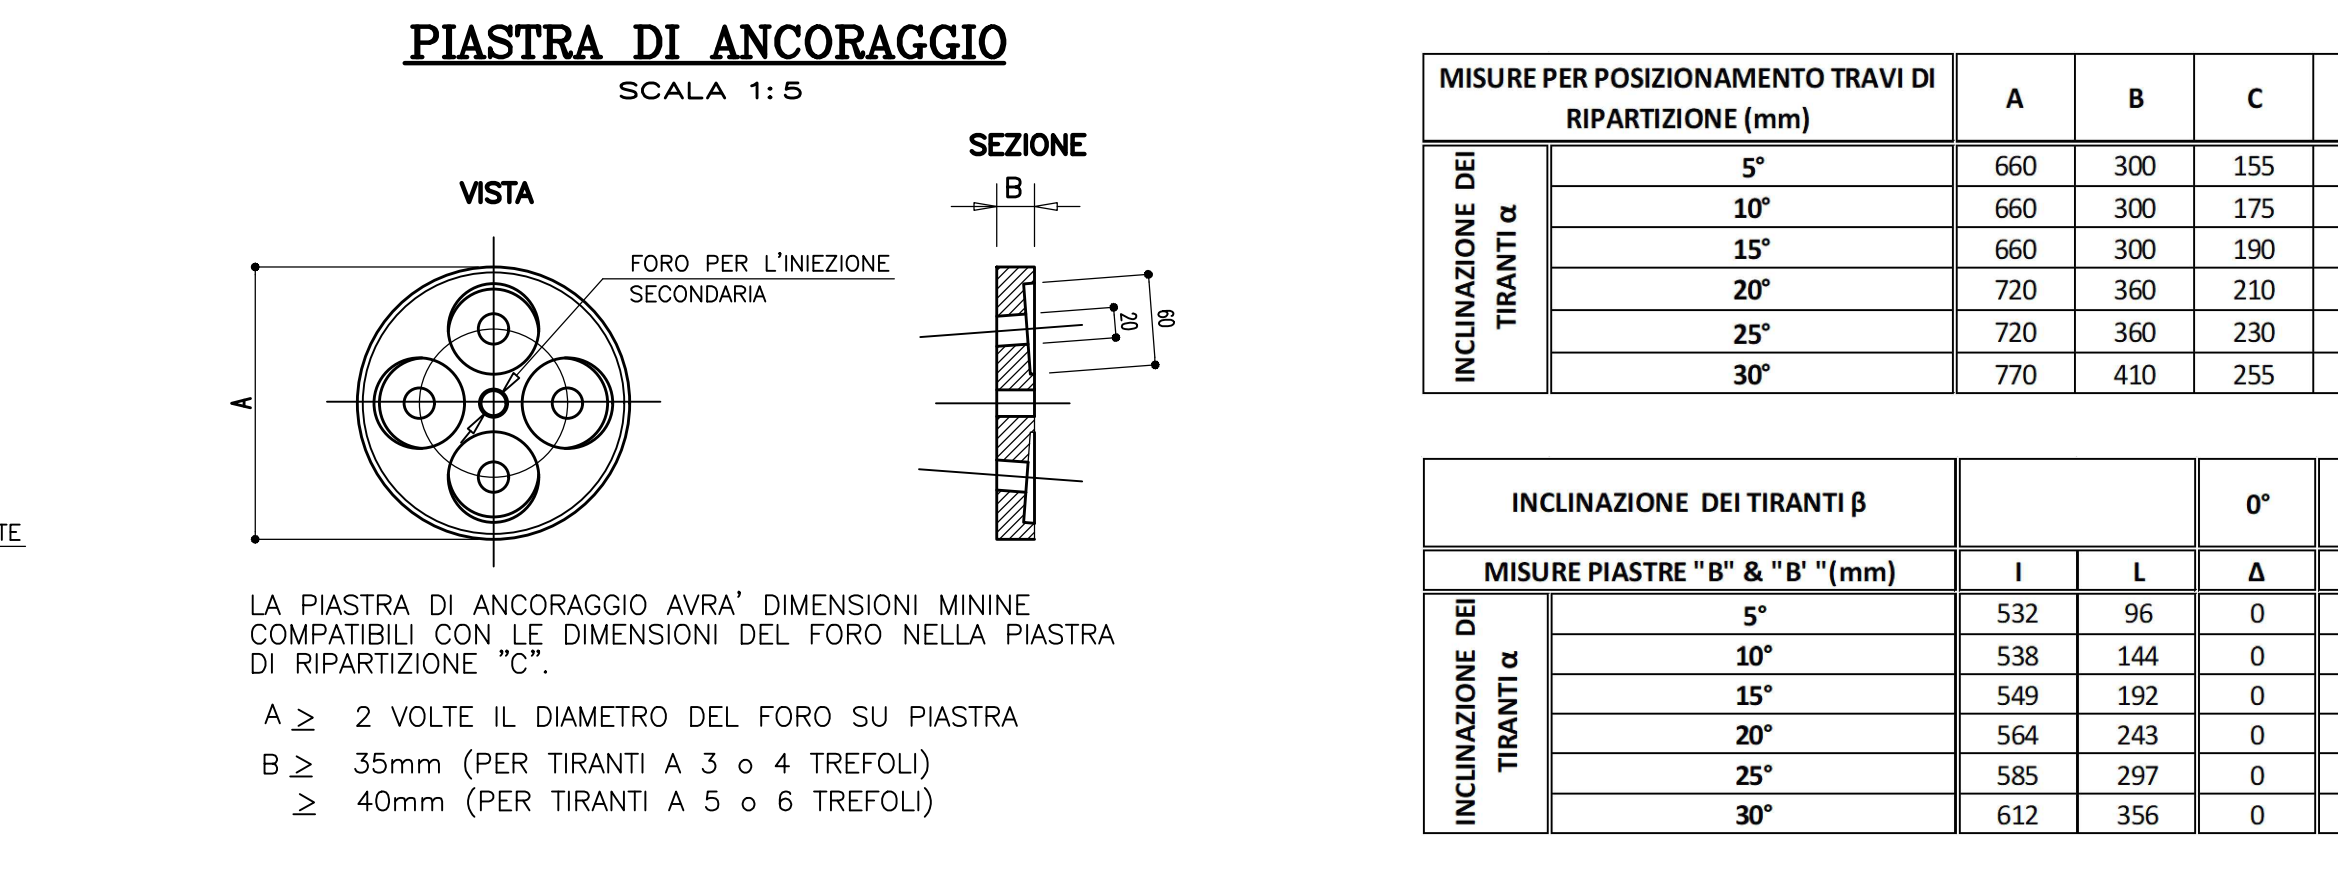 PIASTRA DI ANCORAGGIO
SCALA 1:5
VISTA
SEZIONE
B
A
FORO PER L'INIEZIONE
SECONDARIA
20
60
TE
LA PIASTRA DI ANCORAGGIO AVRA' DIMENSIONI MININE
COMPATIBILI CON LE DIMENSIONI DEL FORO NELLA PIASTRA
DI RIPARTIZIONE "C".
A ≥ 2 VOLTE IL DIAMETRO DEL FORO SU PIASTRA
B ≥ 35mm (PER TIRANTI A 3 o 4 TREFOLI)
≥ 40mm (PER TIRANTI A 5 o 6 TREFOLI)
MISURE PER POSIZIONAMENTO TRAVI DI
RIPARTIZIONE (mm)
A B C
INCLINAZIONE DEI
TIRANTI α
5° 660 300 155
10° 660 300 175
15° 660 300 190
20° 720 360 210
25° 720 360 230
30° 770 410 255
INCLINAZIONE DEI TIRANTI β 0°
MISURE PIASTRE "B" & "B' "(mm) I L Δ
INCLINAZIONE DEI
TIRANTI α
5° 532 96 0
10° 538 144 0
15° 549 192 0
20° 564 243 0
25° 585 297 0
30° 612 356 0